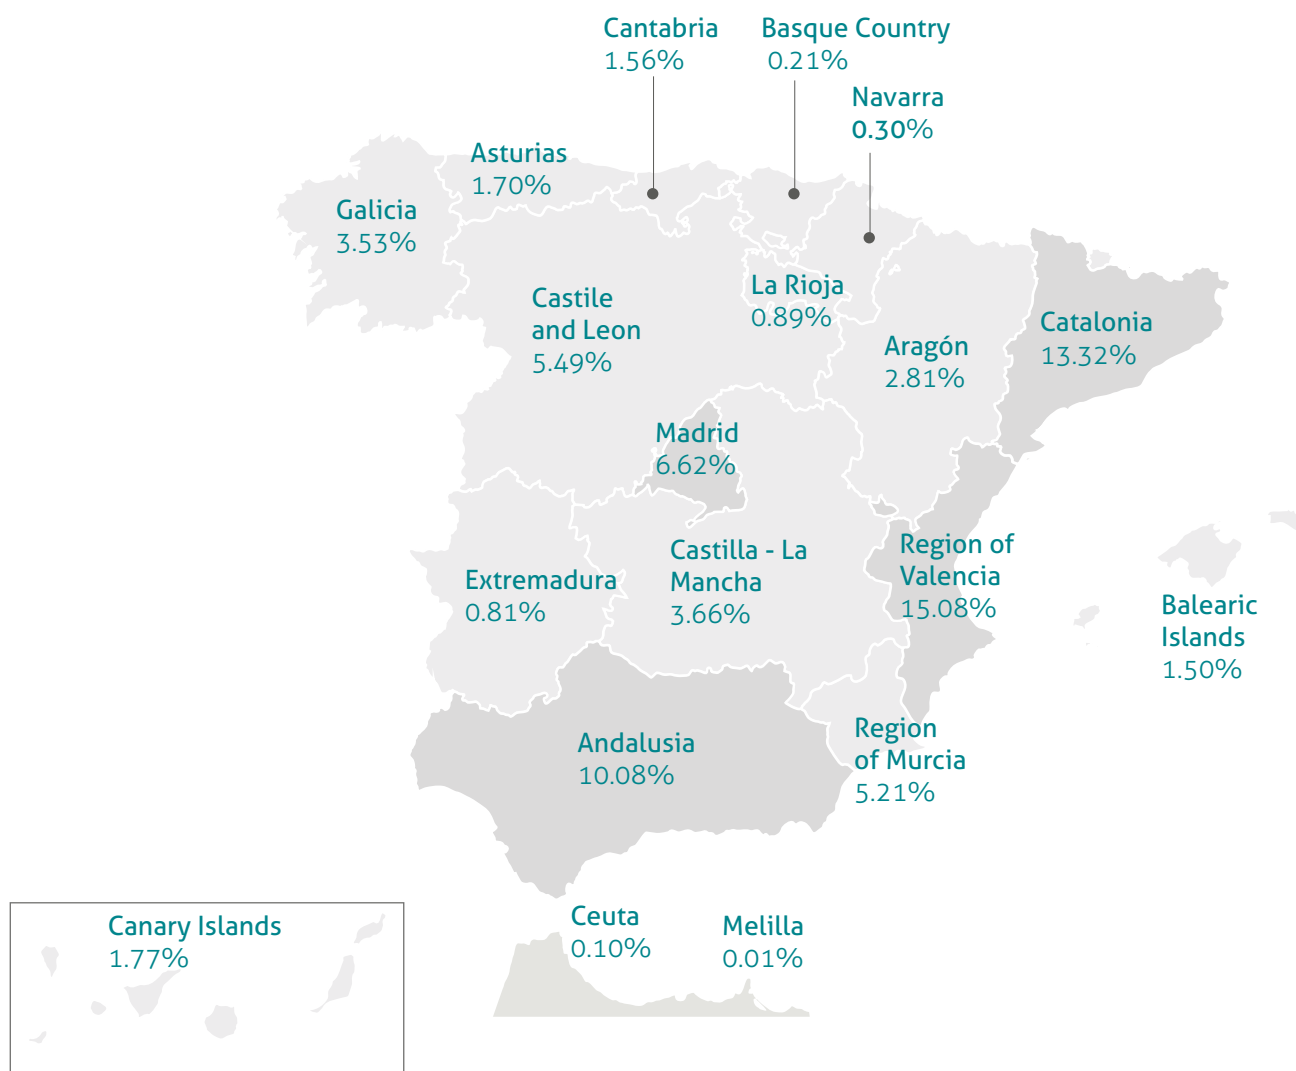 Cantabria
1.56%
Basque Country
0.21%
Navarra
0.30%
Asturias
1.70%
Galicia
3.53%
Castile
and Leon
5.49%
La Rioja
0.89%
Aragón
2.81%
Catalonia
13.32%
Madrid
6.62%
Castilla - La
Mancha
3.66%
Region of
Valencia
15.08%
Extremadura
0.81%
Balearic
Islands
1.50%
Andalusia
10.08%
Region
of Murcia
5.21%
Canary Islands
1.77%
Ceuta
0.10%
Melilla
0.01%